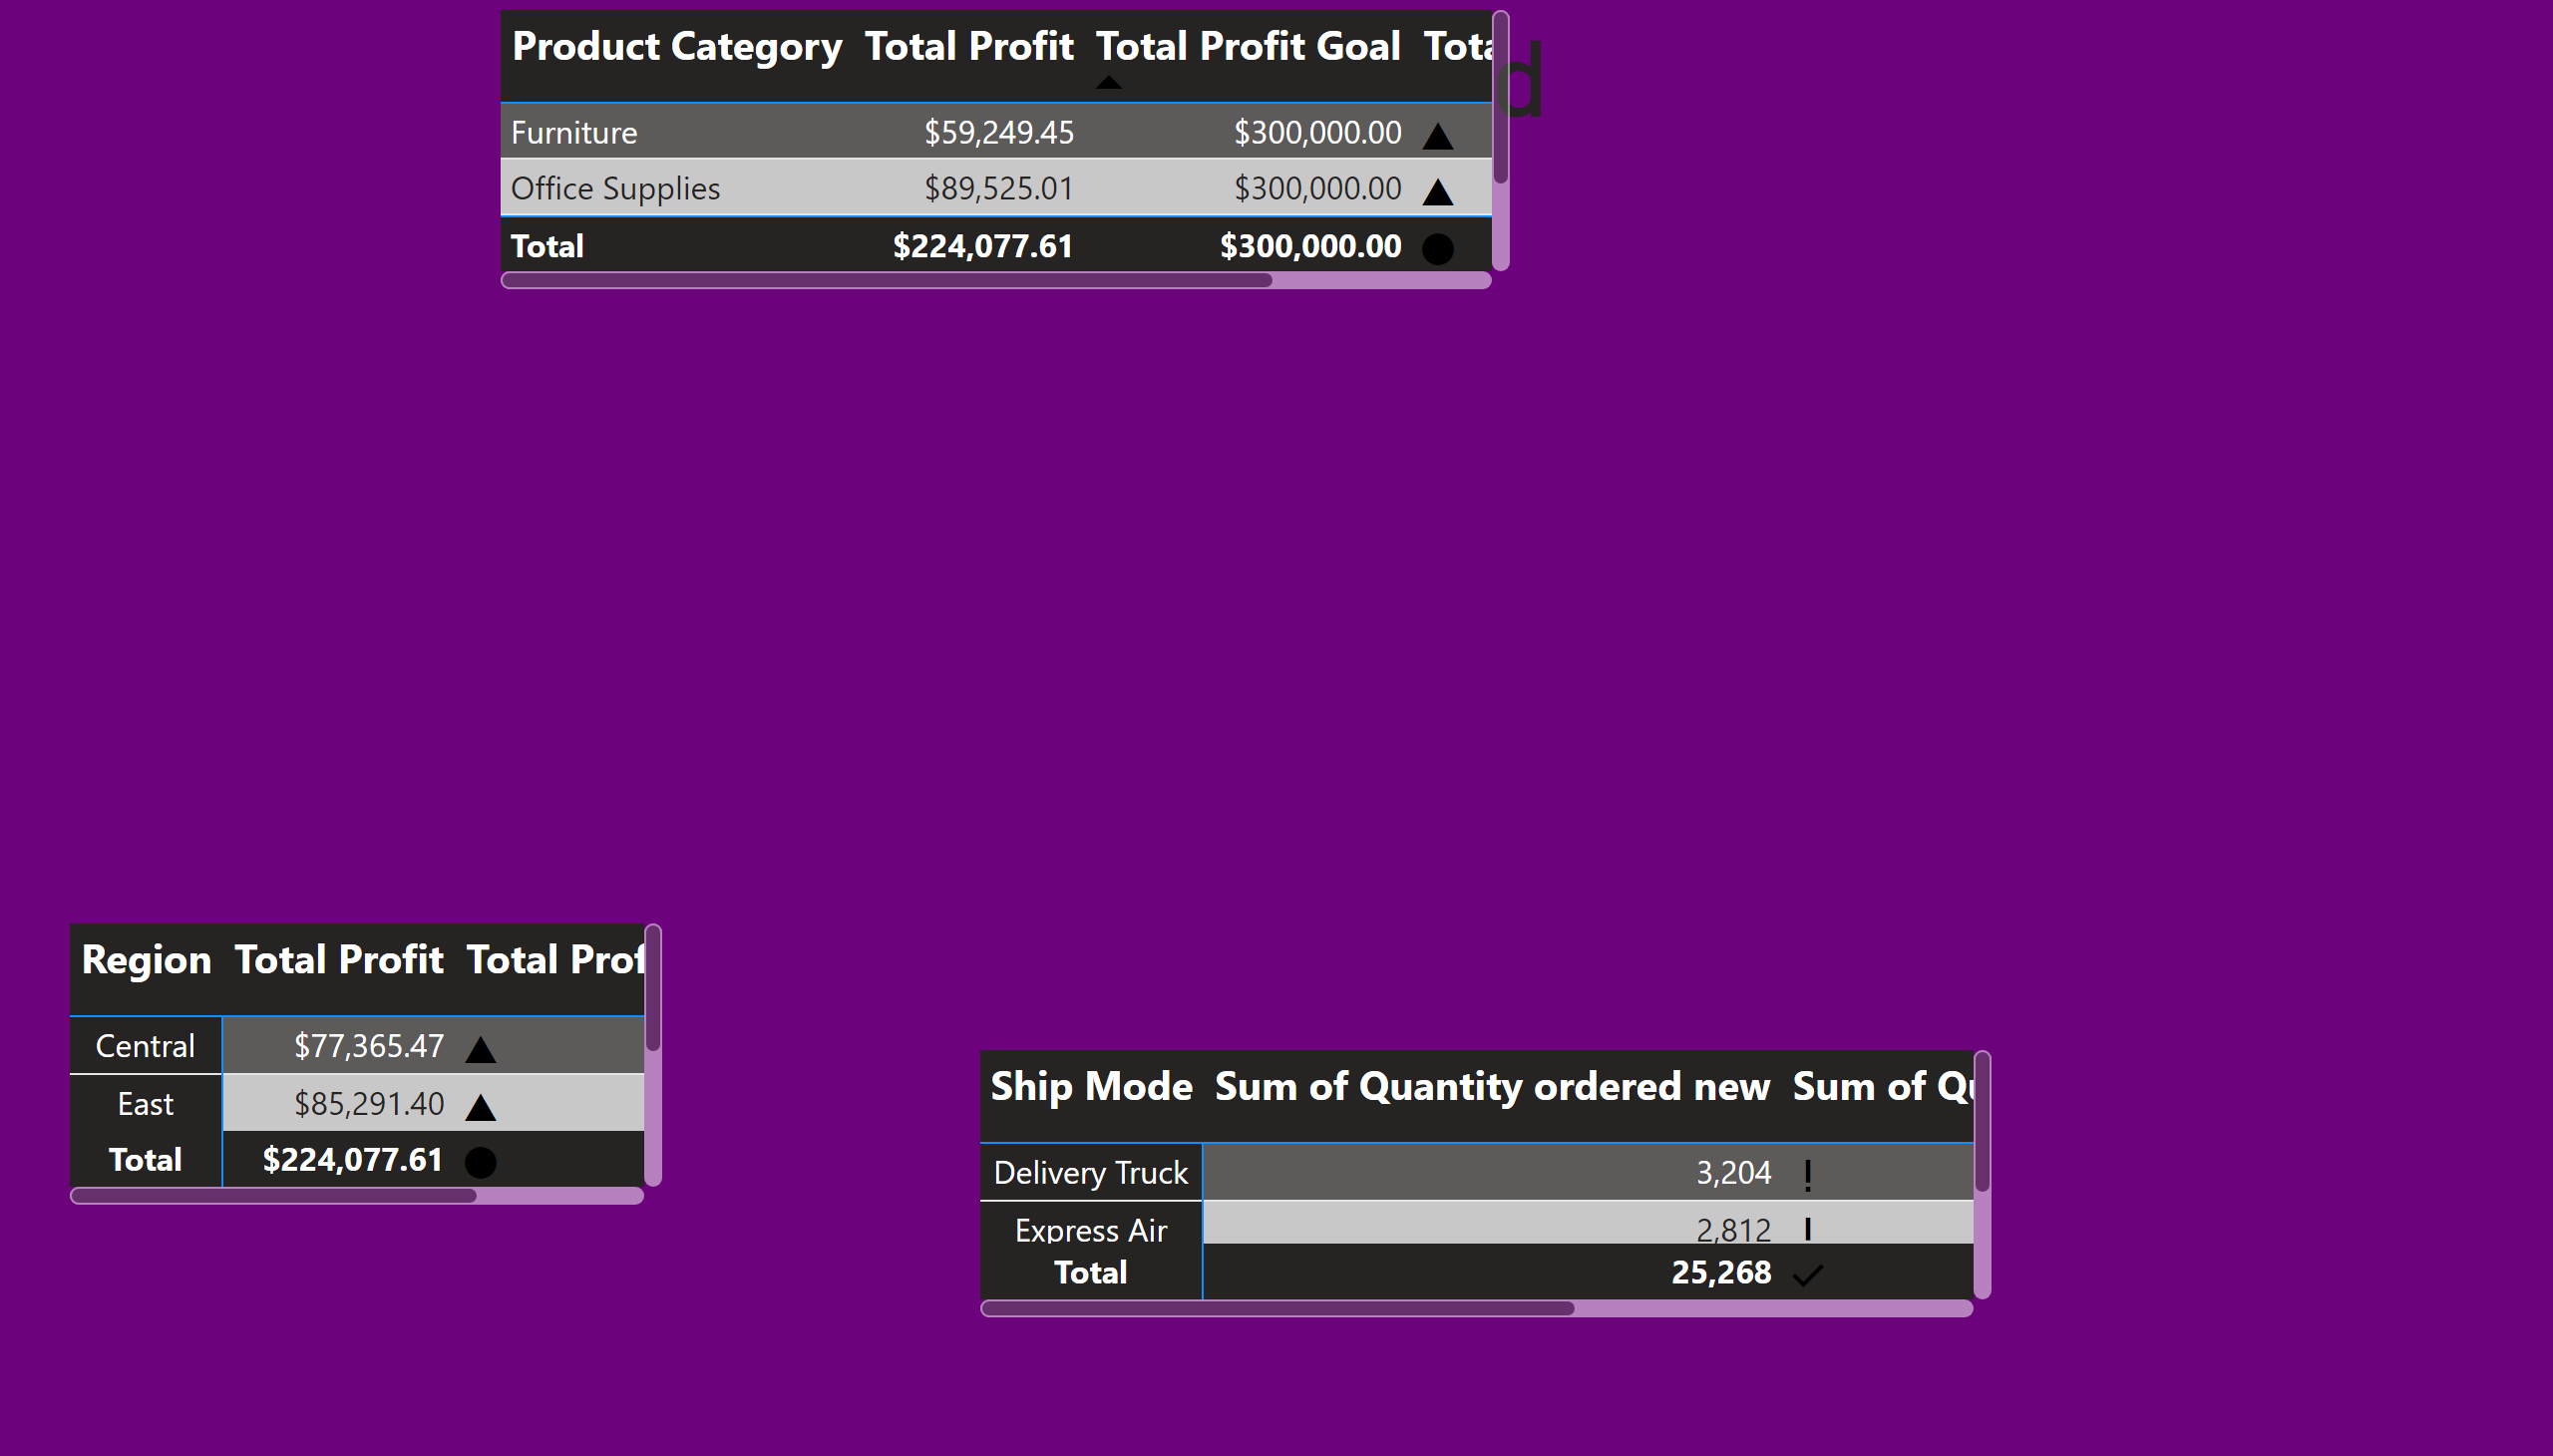 Product Category Total Profit Total Profit Goal Tota
d
Furniture $59,249.45 $300,000.00
Office Supplies $89,525.01 $300,000.00
Total $224,077.61 $300,000.00
Region Total Profit Total Prof
Central $77,365.47
East $85,291.40
Total $224,077.61
Ship Mode Sum of Quantity ordered new Sum of Qu
Delivery Truck 3,204 !
Express Air 2,812 !
Total 25,268 ✓